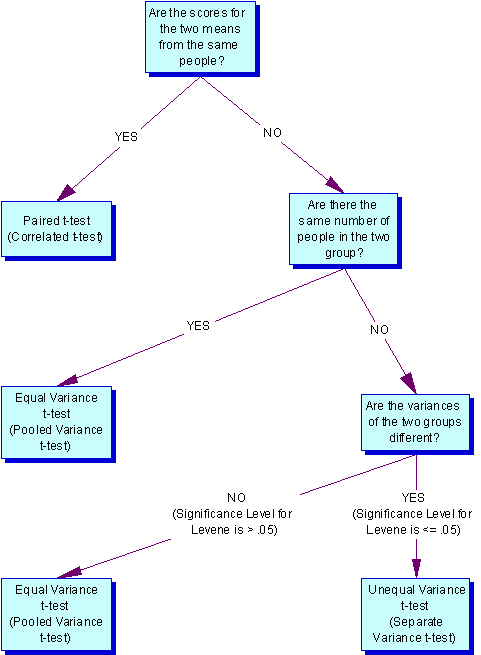 Are the scores for
the two means
from the same
people?
YES
NO
Paired t-test
(Correlated t-test)
Are there the
same number of
people in the two
group?
YES
NO
Equal Variance
t-test
(Pooled Variance
t-test)
Are the variances
of the two groups
different?
NO
(Significance Level for
Levene is > .05)
YES
(Significance Level for
Levene is <= .05)
Equal Variance
t-test
(Pooled Variance
t-test)
Unequal Variance
t-test
(Separate
Variance t-test)